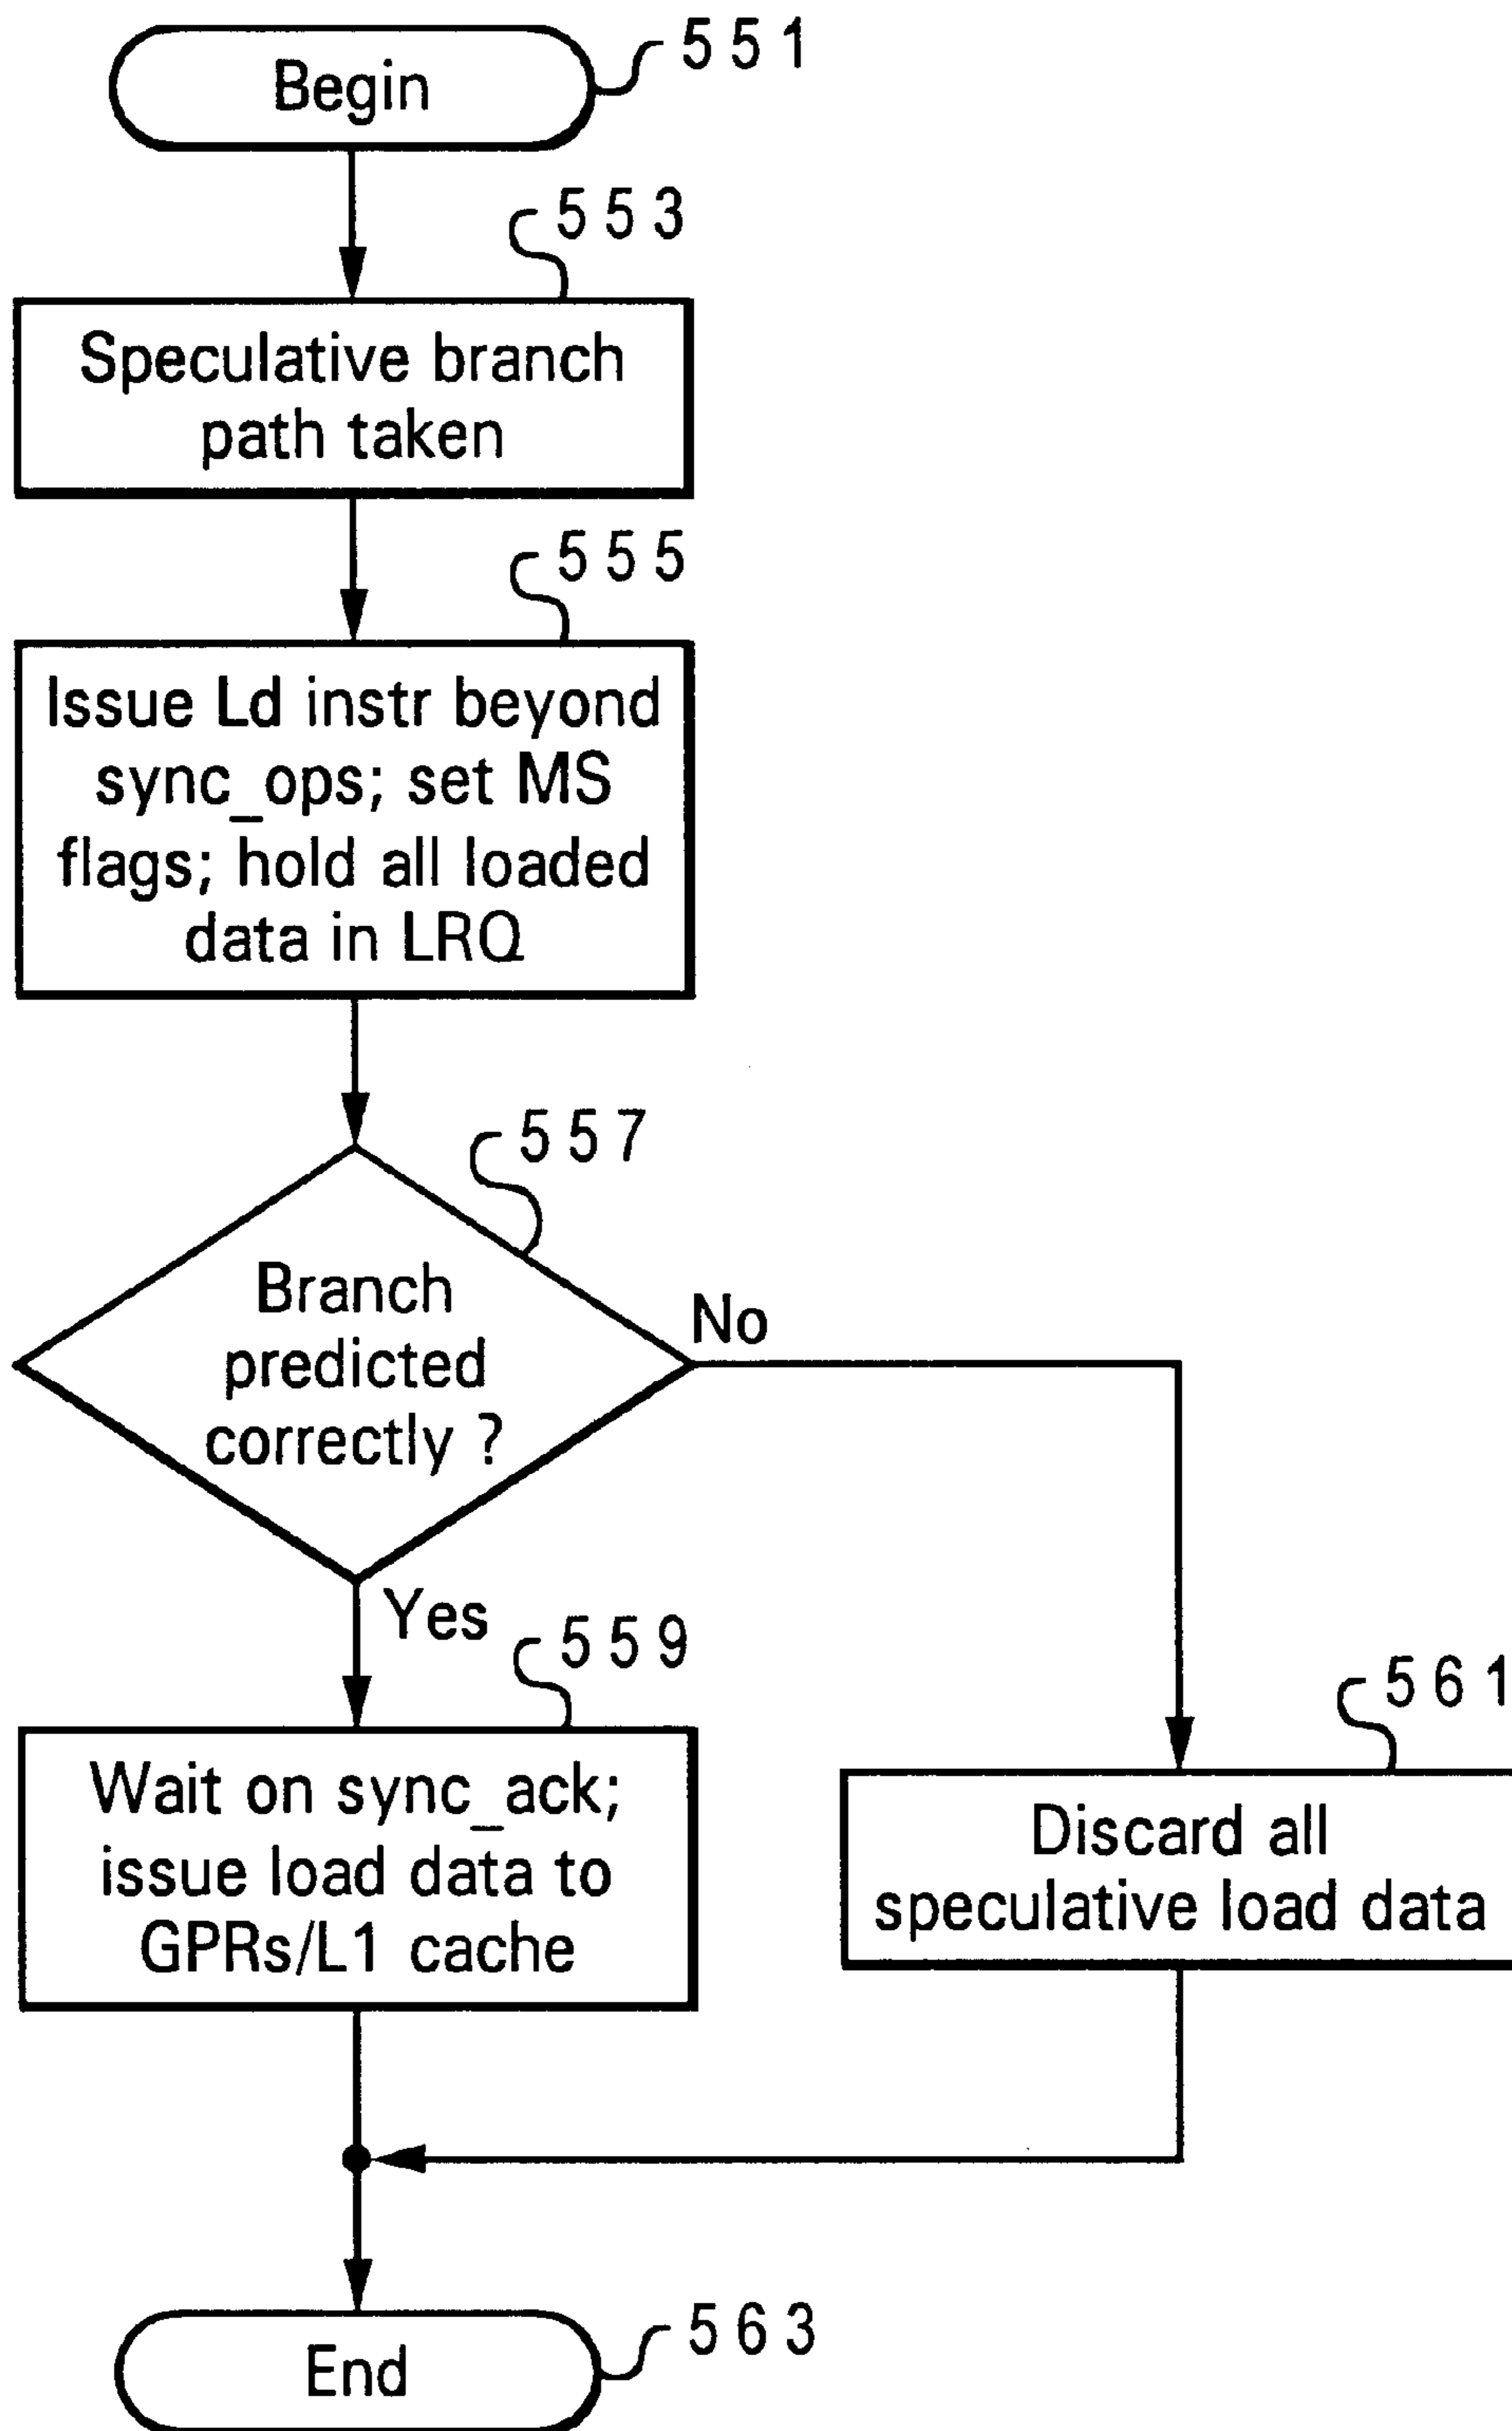 Begin
551
553
Speculative branch
path taken
555
Issue Ld instr beyond
sync_ops; set MS
flags; hold all loaded
data in LRQ
557
Branch
predicted
correctly ?
No
Yes
559
Wait on sync_ack;
issue load data to
GPRs/L1 cache
561
Discard all
speculative load data
End
563